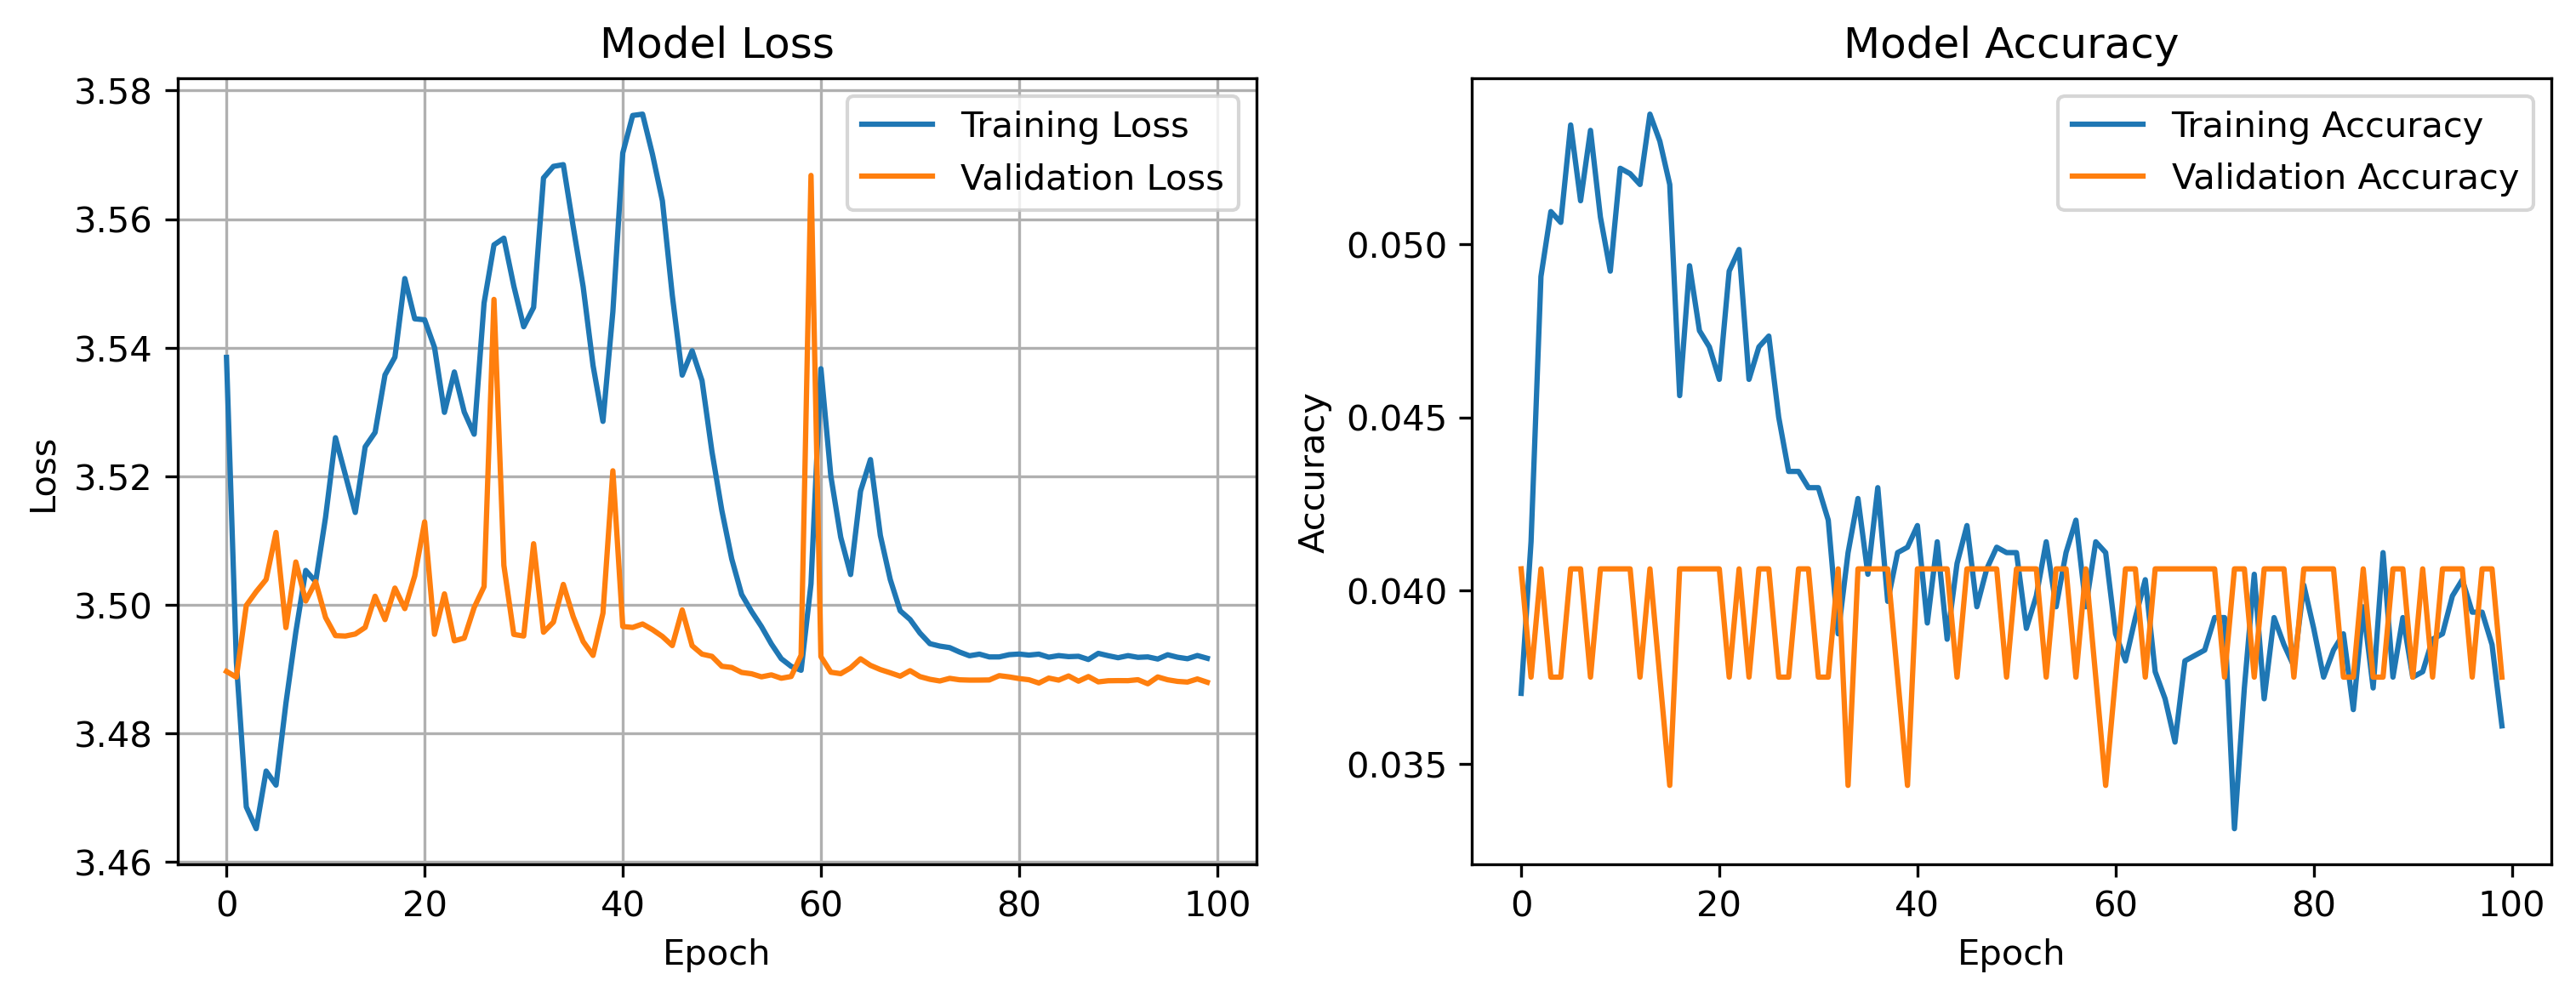 Model Loss
3.58
3.56
3.54
3.52
3.50
3.48
3.46
Loss
Training Loss
Validation Loss
0 20 40 60 80 100
Epoch
Model Accuracy
0.050
0.045
0.040
0.035
Accuracy
Training Accuracy
Validation Accuracy
0 20 40 60 80 100
Epoch